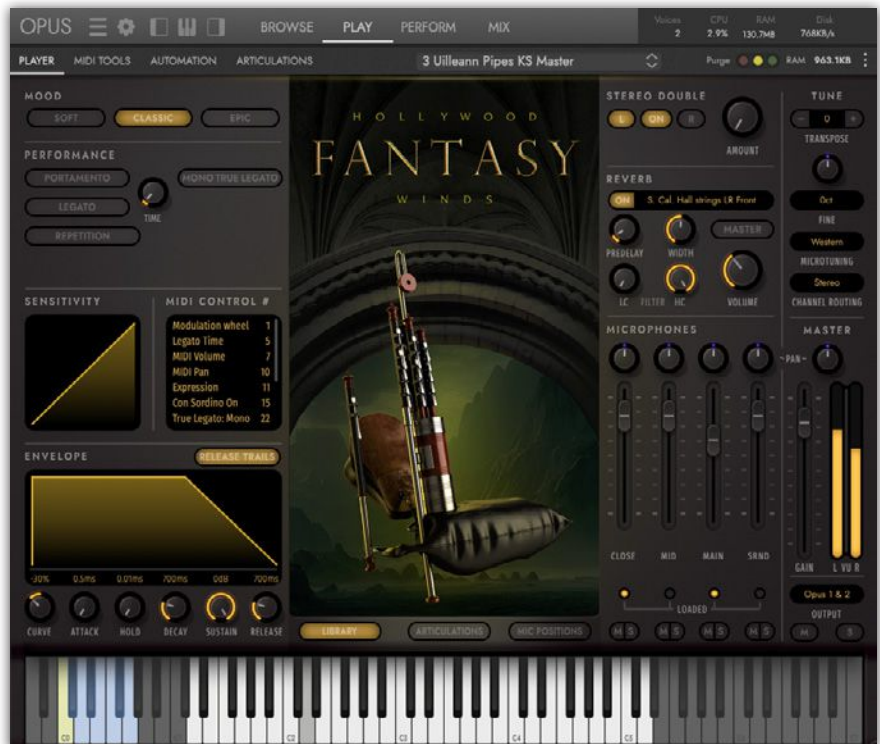 OPUS BROWSE PLAY PERFORM MIX
Voices CPU RAM Disk
2 2.9% 130.7MB 768KB/s
PLAYER MIDI TOOLS AUTOMATION ARTICULATIONS 3 Uilleann Pipes KS Master Purge RAM 963.1KB
MOOD
SOFT CLASSIC EPIC
PERFORMANCE
PORTAMENTO MONO TRUE LEGATO
LEGATO
TIME
REPETITION
SENSITIVITY
MIDI CONTROL #
Modulation wheel 1
Legato Time 5
MIDI Volume 7
MIDI Pan 10
Expression 11
Con Sordino On 15
True Legato: Mono 22
ENVELOPE RELEASE TRAILS
-30% 0.5ms 0.01ms 700ms 0dB 700ms
CURVE ATTACK HOLD DECAY SUSTAIN RELEASE
HOLLYWOOD
FANTASY
WINDS
LIBRARY ARTICULATIONS MIC POSITIONS
STEREO DOUBLE
L ON R
AMOUNT
REVERB
ON S. Cal. Hall strings LR Front
MASTER
PREDELAY WIDTH
LC FILTER HC VOLUME
MICROPHONES
CLOSE MID MAIN SRND
LOADED
M S M S M S M S
TUNE
- 0 +
TRANSPOSE
0ct
FINE
Western
MICROTUNING
Stereo
CHANNEL ROUTING
MASTER
~PAN~
GAIN L VU R
Opus 1 & 2
OUTPUT
M S
C0 C2 C3 C4 C5